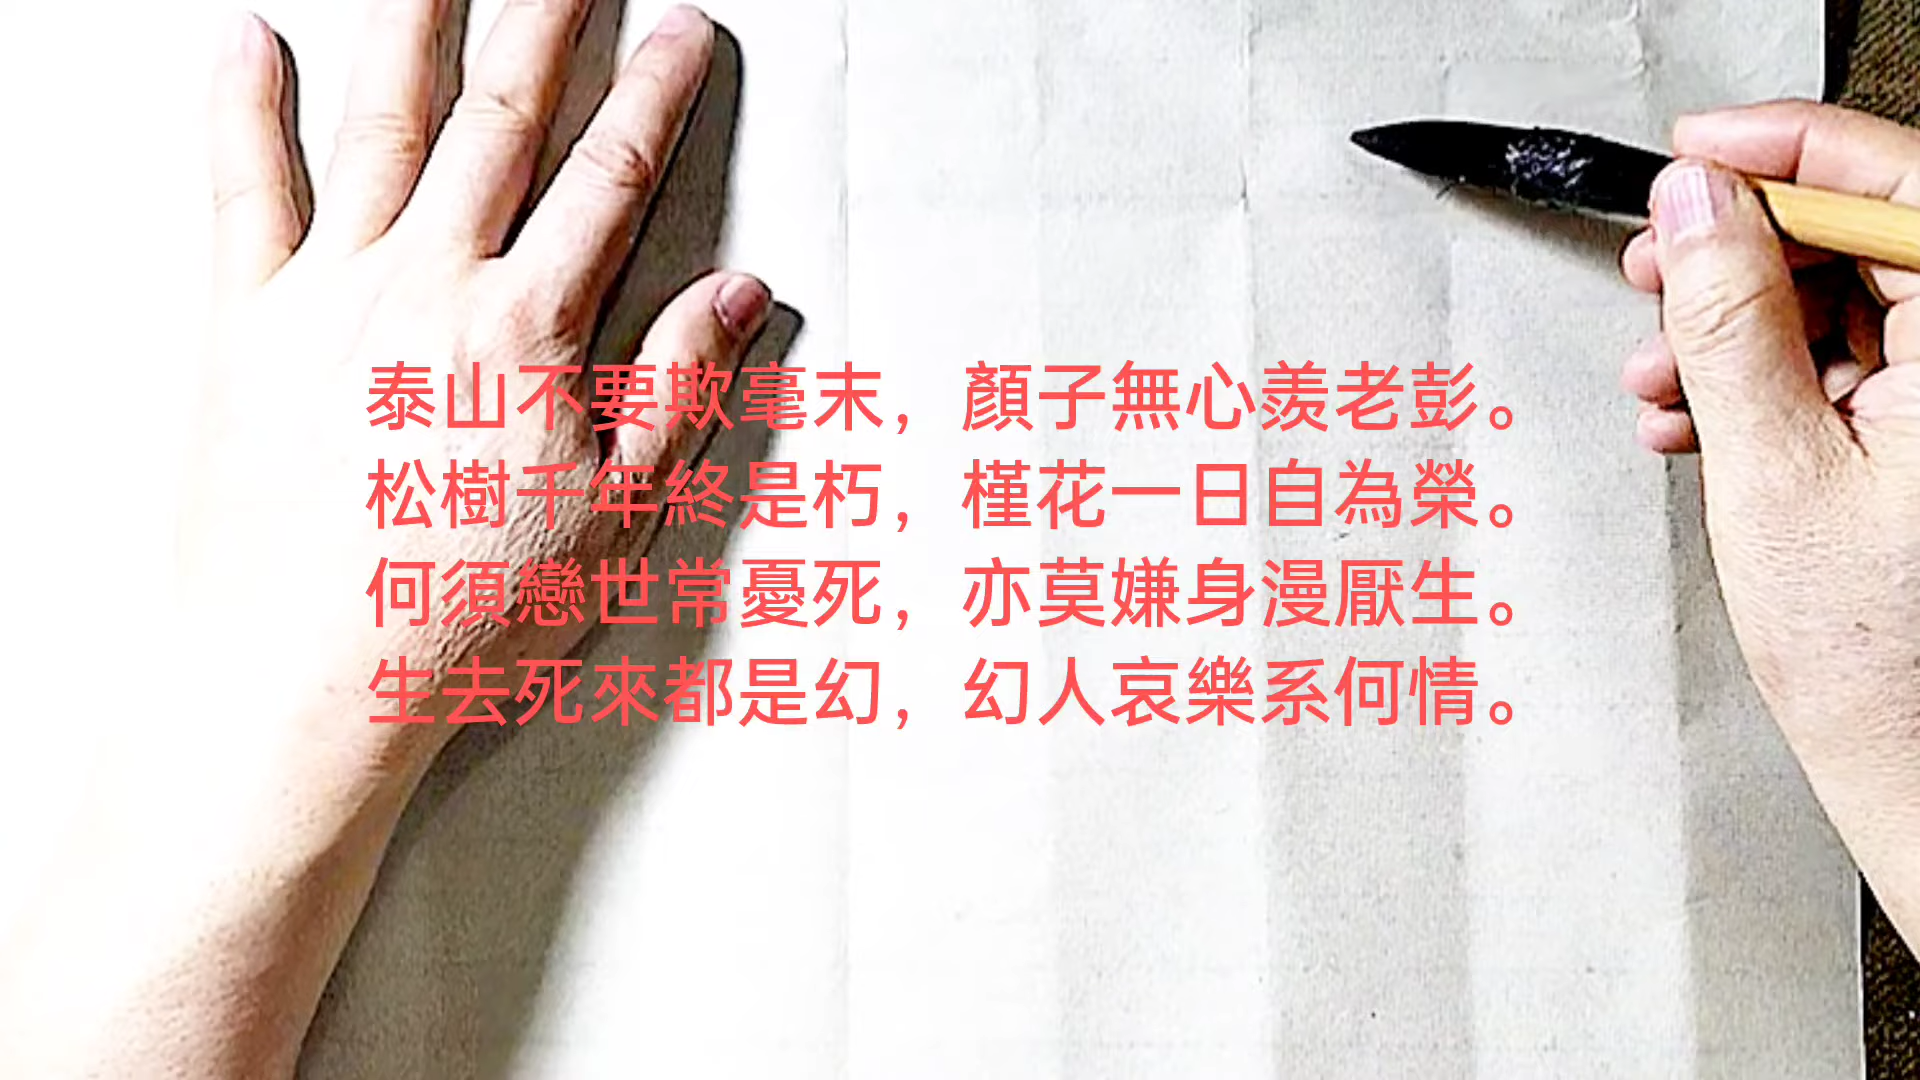 泰山不要欺毫末，顏子無心羨老彭。
松樹千年終是朽，槿花一日自為榮。
何須戀世常憂死，亦莫嫌身漫厭生。
生去死來都是幻，幻人哀樂系何情。